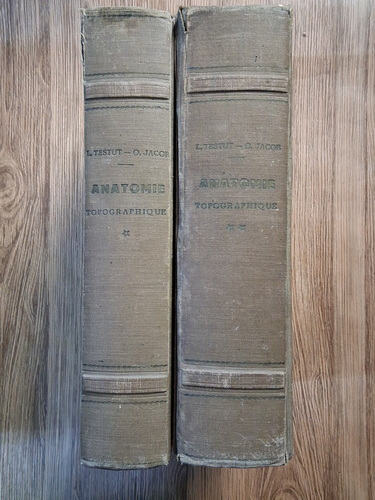 L. TESTUT — O. JACOB
ANATOMIE
TOPOGRAPHIQUE
*
L. TESTUT — O. JACOB
ANATOMIE
TOPOGRAPHIQUE
* *